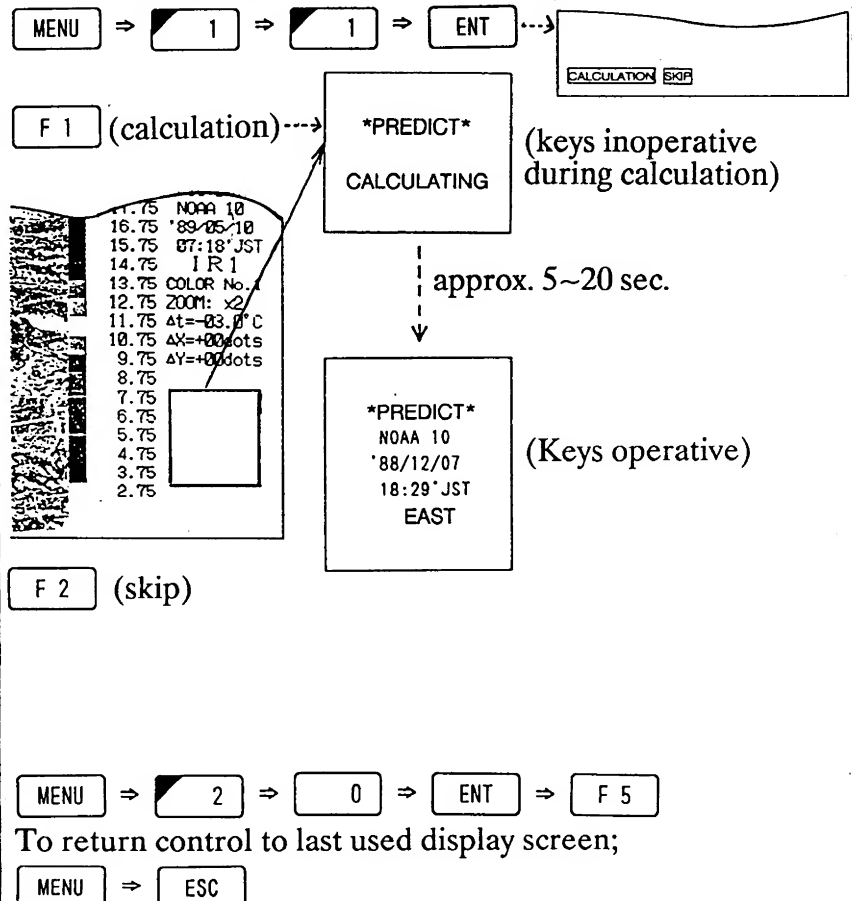 MENU ⇒ 1 ⇒ 1 ⇒ ENT
CALCULATION SKIP
F 1 (calculation)
*PREDICT*
CALCULATING
(keys inoperative
during calculation)
approx. 5~20 sec.
NOAA 10
16.75 '89/05/10
15.75 07:18'JST
14.75 IR1
13.75 COLOR No.1
12.75 ZOOM: x2
11.75 Δt=-03.0°C
10.75 ΔX=+00dots
9.75 ΔY=+00dots
8.75
7.75
6.75
5.75
4.75
3.75
2.75
*PREDICT*
NOAA 10
'88/12/07
18:29'JST
EAST
(Keys operative)
F 2 (skip)
MENU ⇒ 2 ⇒ 0 ⇒ ENT ⇒ F 5
To return control to last used display screen;
MENU ⇒ ESC